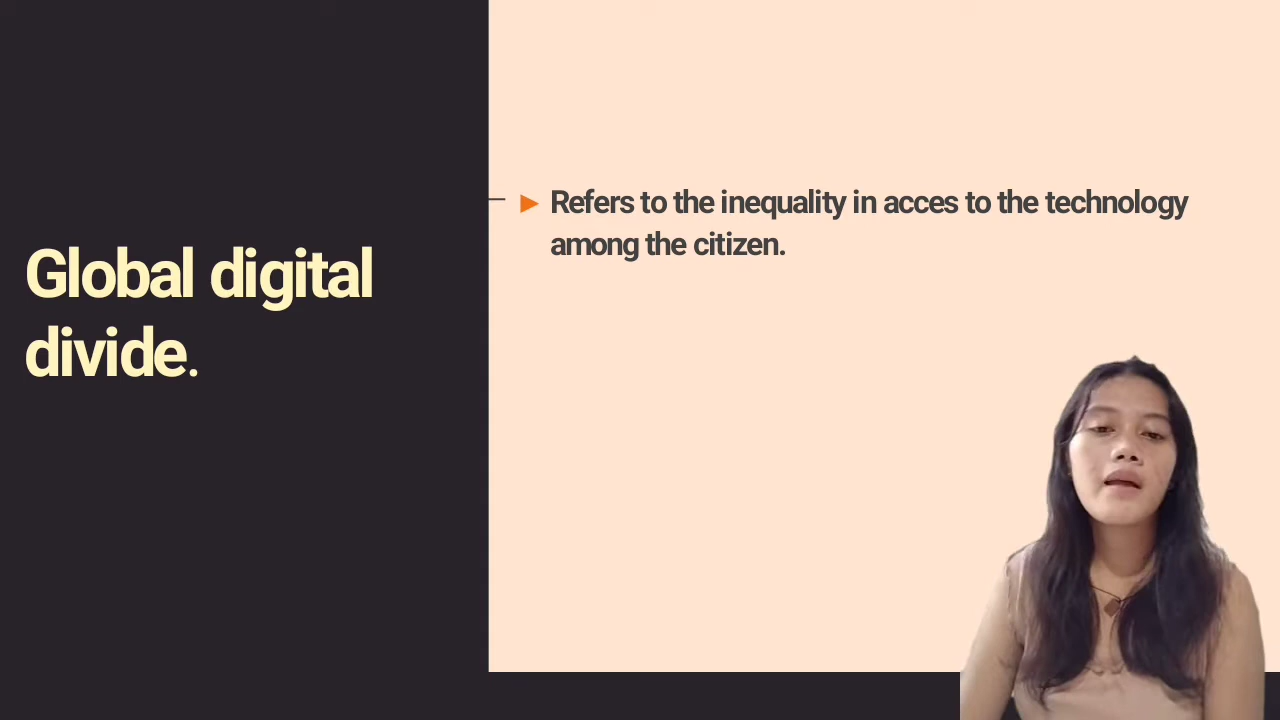 Global digital
divide.
Refers to the inequality in acces to the technology
among the citizen.